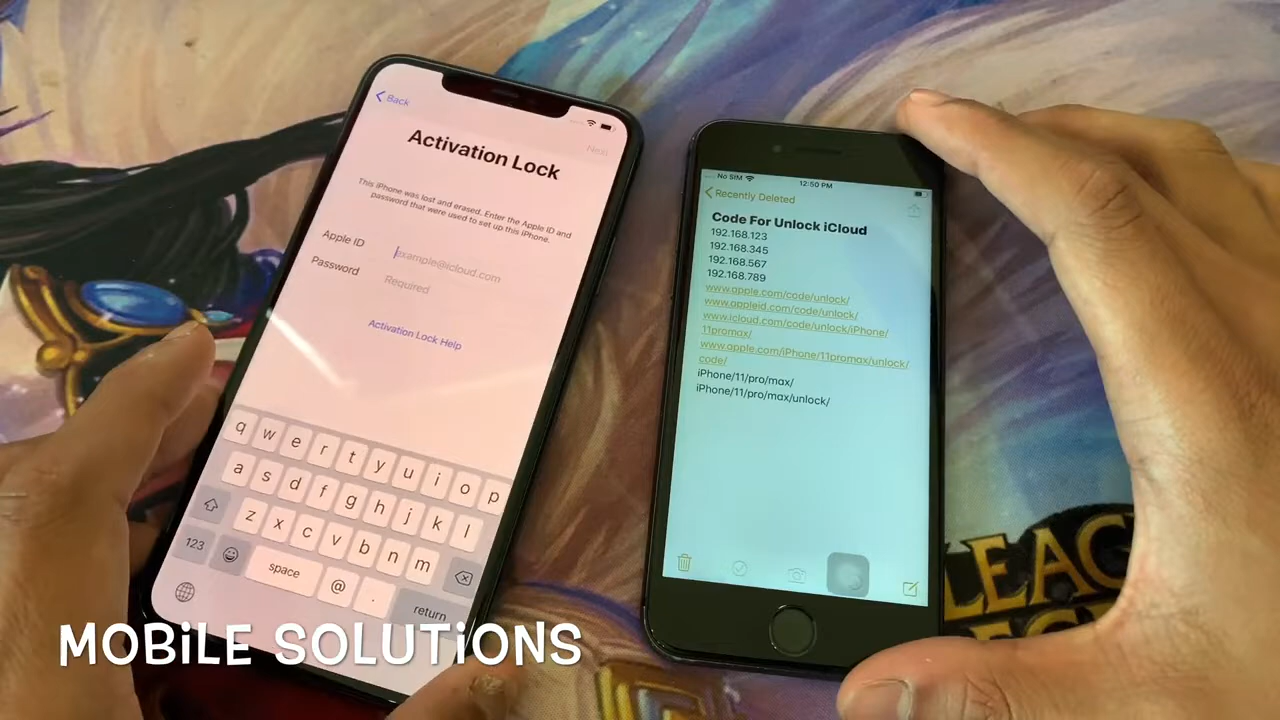 Back
Next
Activation Lock
This iPhone was lost and erased. Enter the Apple ID and
password that were used to set up this iPhone.
Apple ID
example@icloud.com
Password
Required
Activation Lock Help
q w e r t y u i o p
a s d f g h j k l
z x c v b n m
123
space
@
.
return
No SIM
12:50 PM
Recently Deleted
Code For Unlock iCloud
192.168.123
192.168.345
192.168.567
192.168.789
www.apple.com/code/unlock/
www.appleid.com/code/unlock/
www.icloud.com/code/unlock/iPhone/
11promax/
www.apple.com/iPhone/11promax/unlock/
code/
iPhone/11/pro/max/
iPhone/11/pro/max/unlock/
MOBiLE SOLUTiONS